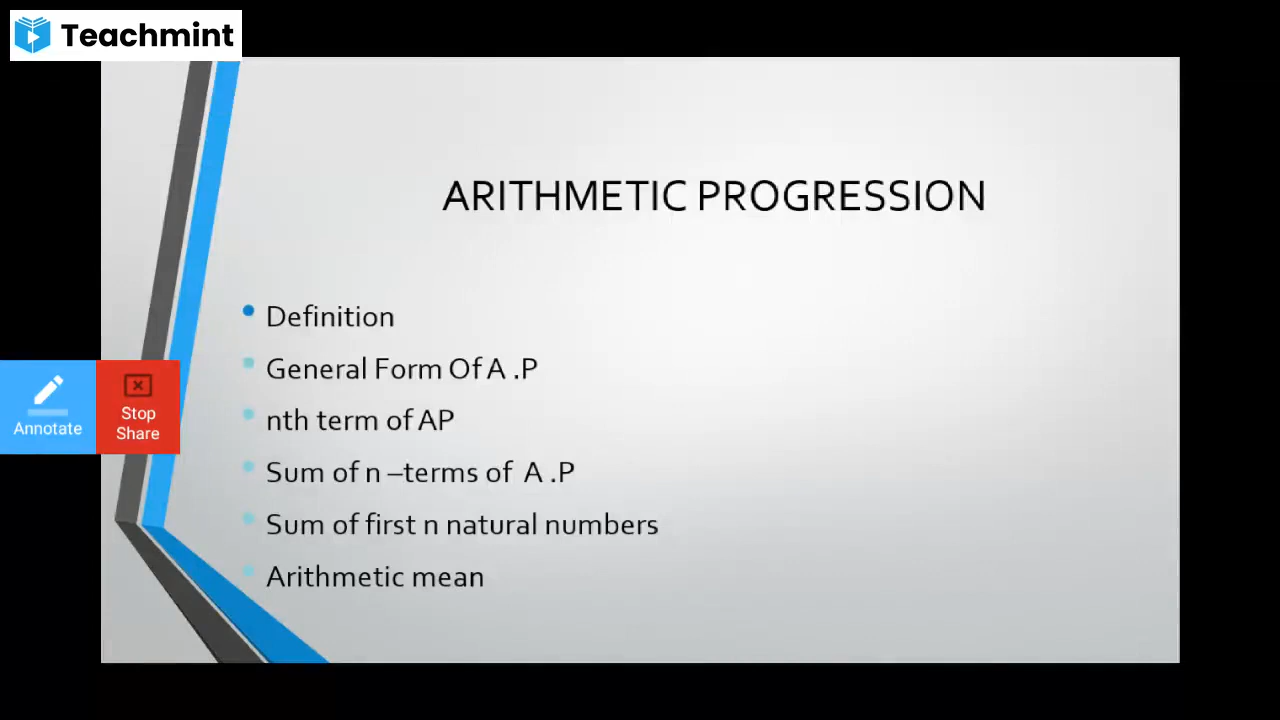 Teachmint
ARITHMETIC PROGRESSION
• Definition
• General Form Of A .P
• nth term of AP
• Sum of n –terms of A .P
• Sum of first n natural numbers
• Arithmetic mean
Annotate
Stop
Share